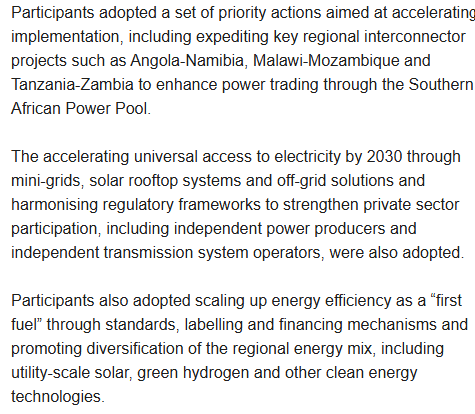 Participants adopted a set of priority actions aimed at accelerating
implementation, including expediting key regional interconnector
projects such as Angola-Namibia, Malawi-Mozambique and
Tanzania-Zambia to enhance power trading through the Southern
African Power Pool.
The accelerating universal access to electricity by 2030 through
mini-grids, solar rooftop systems and off-grid solutions and
harmonising regulatory frameworks to strengthen private sector
participation, including independent power producers and
independent transmission system operators, were also adopted.
Participants also adopted scaling up energy efficiency as a “first
fuel” through standards, labelling and financing mechanisms and
promoting diversification of the regional energy mix, including
utility-scale solar, green hydrogen and other clean energy
technologies.